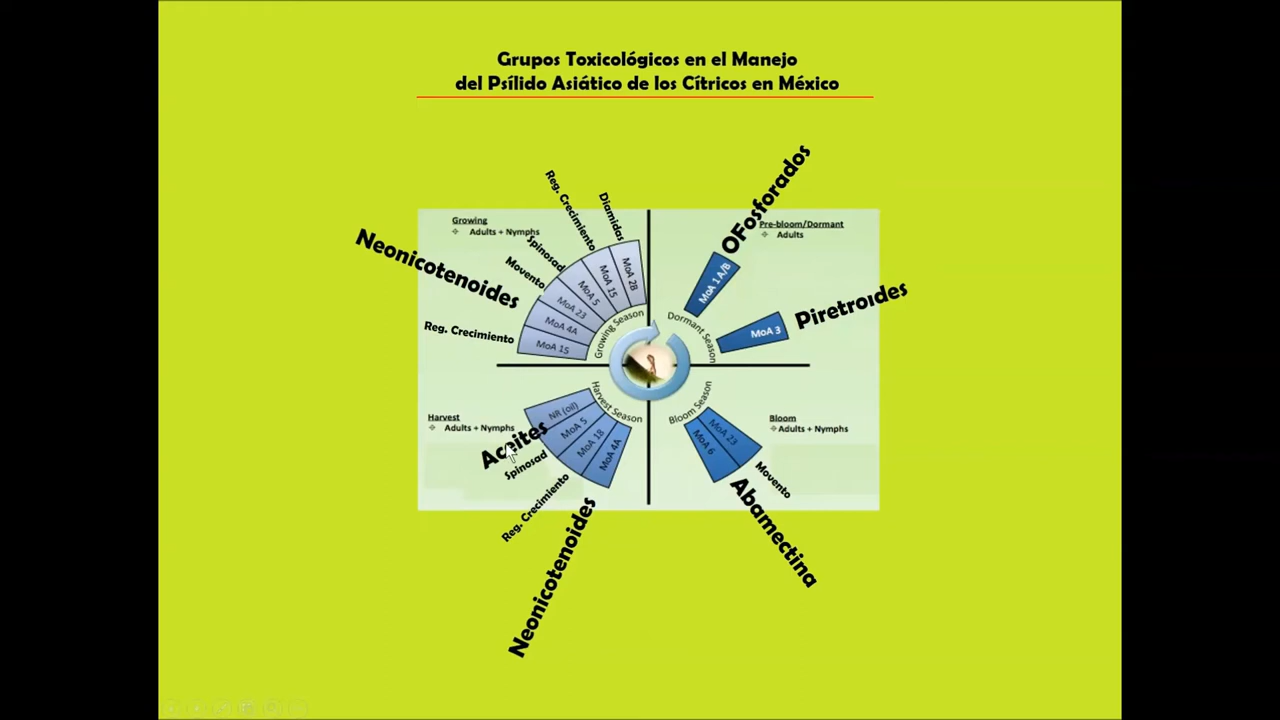 Grupos Toxicológicos en el Manejo
del Psílido Asiático de los Cítricos en México
Growing
Adults + Nymphs
Neonicotenoides
Reg. Crecimiento
Movento
Spinosad
Reg. Crecimiento
Diamidas
MoA 15
MoA 4A
MoA 23
MoA 5
MoA 15
MoA 28
Growing Season
Pre-bloom/Dormant
Adults
OFosforados
Piretroides
MoA 1A/B
MoA 3
Dormant Season
Harvest
Adults + Nymphs
Harvest Season
NR (oil)
MoA 5
MoA 18
MoA 4A
Aceites
Spinosad
Reg. Crecimiento
Neonicotenoides
Bloom
Adults + Nymphs
Bloom Season
MoA 23
MoA 6
Movento
Abamectina